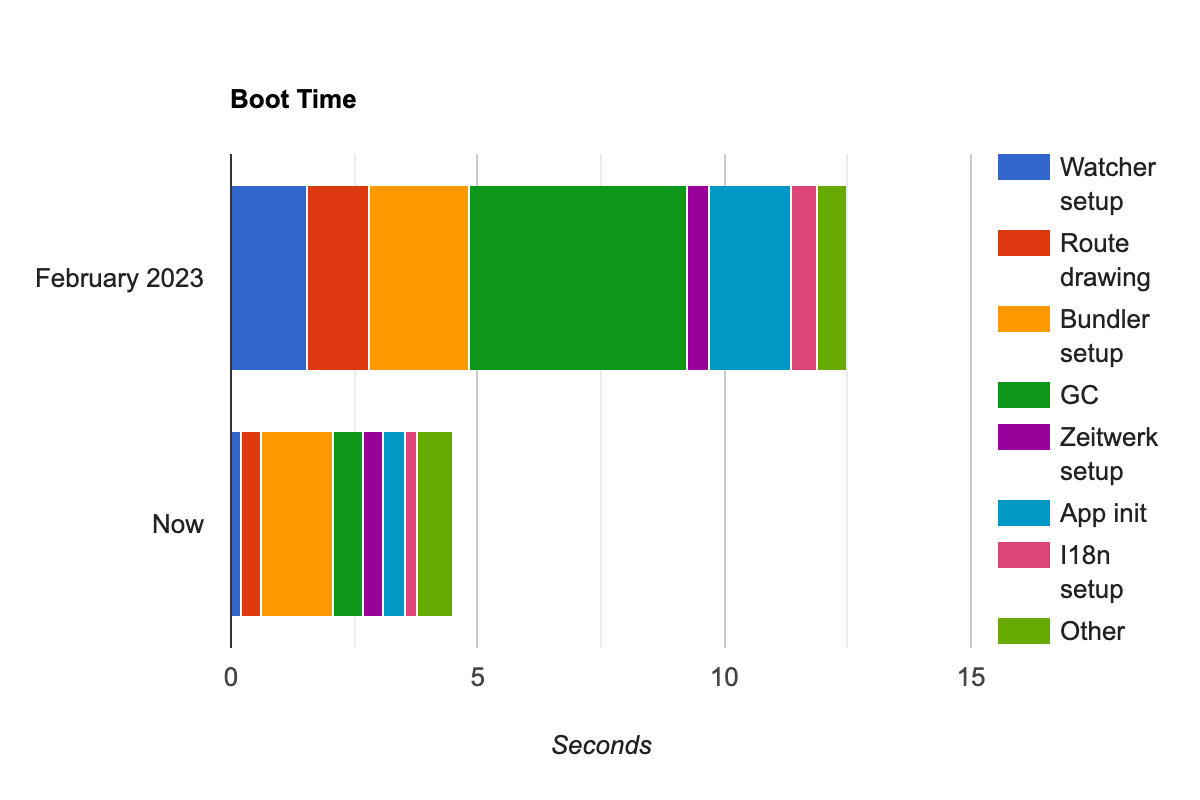 Boot Time
Watcher
setup
Route
drawing
Bundler
setup
GC
Zeitwerk
setup
App init
I18n
setup
Other
February 2023
Now
0
5
10
15
Seconds